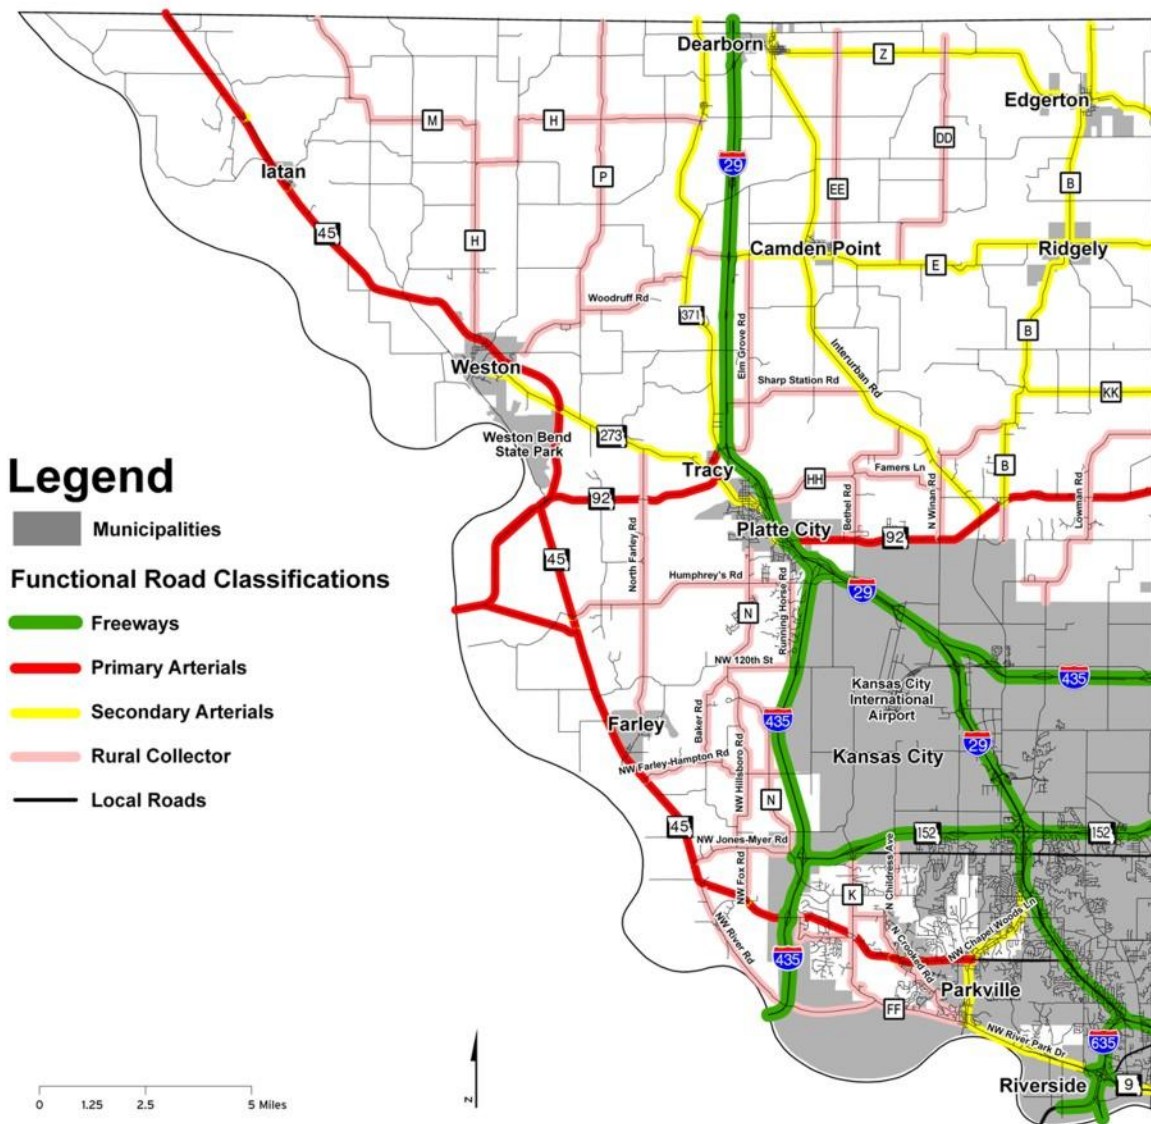 Dearborn
Z
Edgerton
M
H
DD
29
P
EE
B
Iatan
45
H
Camden Point
Ridgely
E
Woodruff Rd
371
B
Elm Grove Rd
Interurban Rd
Weston
Sharp Station Rd
KK
Weston Bend
State Park
273
Tracy
HH
Famers Ln
B
Bethel Rd
N Winan Rd
Lowman Rd
92
North Farley Rd
Platte City
92
45
Humphrey's Rd
Running Horse Rd
29
N
NW 120th St
Kansas City
International
Airport
435
Farley
Baker Rd
435
29
NW Farley-Hampton Rd
NW Hillsboro Rd
Kansas City
N
45
NW Jones-Myer Rd
152
152
N Childress Ave
NW Fox Rd
K
NW River Rd
N Crooked Rd
NW Chapel Woods Ln
435
Parkville
FF
NW River Park Dr
635
Riverside
9
Legend
Municipalities
Functional Road Classifications
Freeways
Primary Arterials
Secondary Arterials
Rural Collector
Local Roads
N
0 1.25 2.5 5 Miles